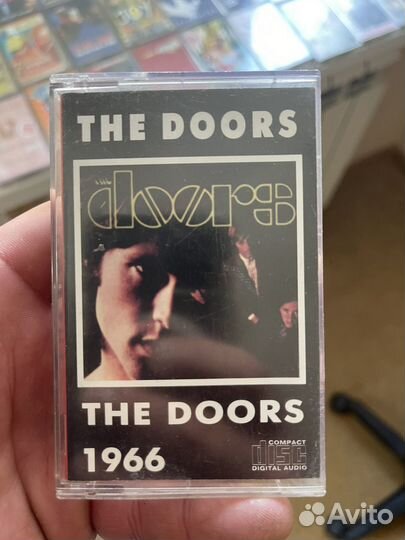 THE DOORS
the
doors
THE DOORS
1966
COMPACT
disc
DIGITAL AUDIO
Avito